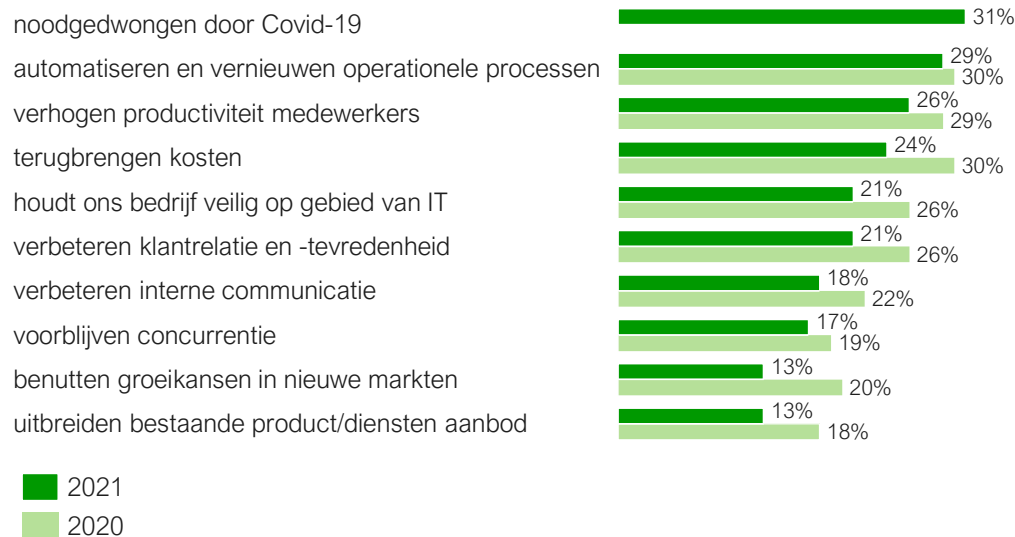 noodgedwongen door Covid-19 31%
automatiseren en vernieuwen operationele processen 29%
30%
verhogen productiviteit medewerkers 26%
29%
terugbrengen kosten 24%
30%
houdt ons bedrijf veilig op gebied van IT 21%
26%
verbeteren klantrelatie en -tevredenheid 21%
26%
verbeteren interne communicatie 18%
22%
voorblijven concurrentie 17%
19%
benutten groeikansen in nieuwe markten 13%
20%
uitbreiden bestaande product/diensten aanbod 13%
18%
2021
2020